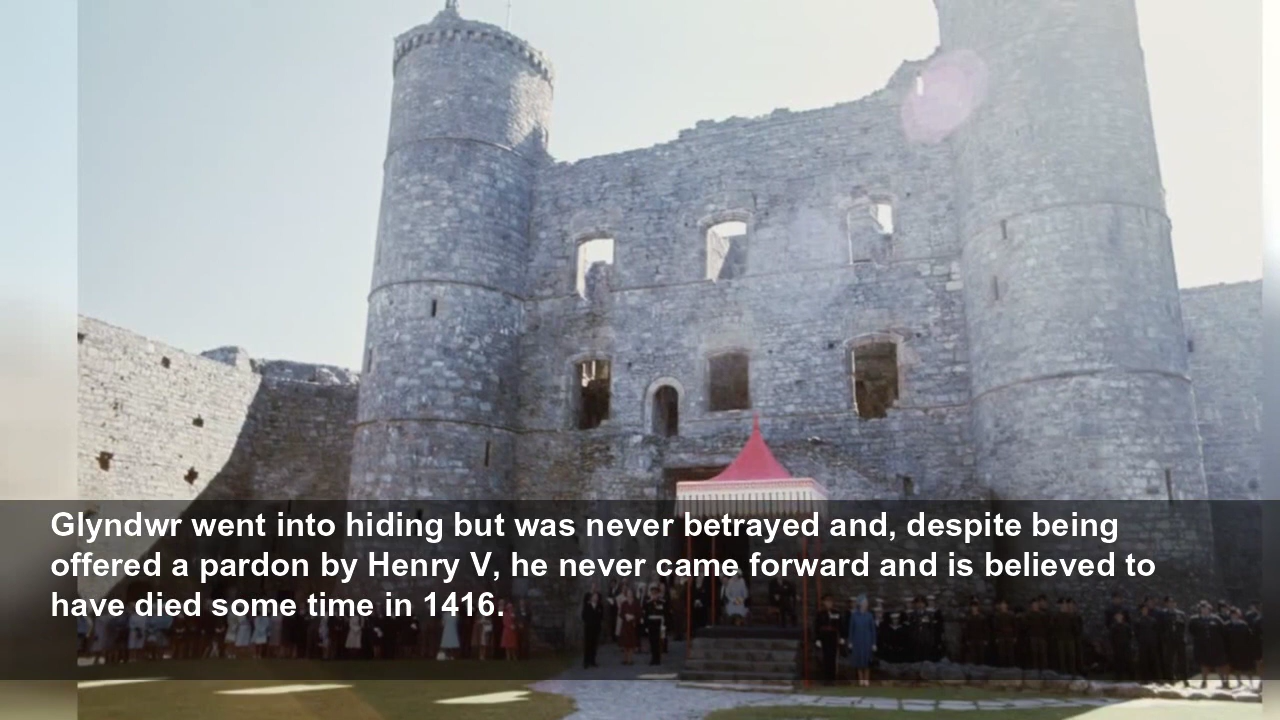 Glyndwr went into hiding but was never betrayed and, despite being
offered a pardon by Henry V, he never came forward and is believed to
have died some time in 1416.